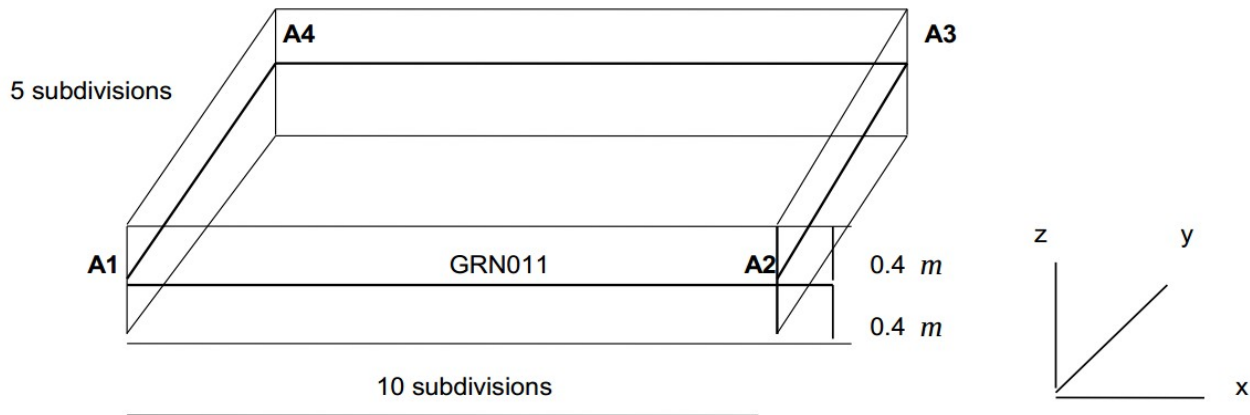 A4
A3
5 subdivisions
z
y
A1
GRN011
A2
0.4 m
0.4 m
10 subdivisions
x